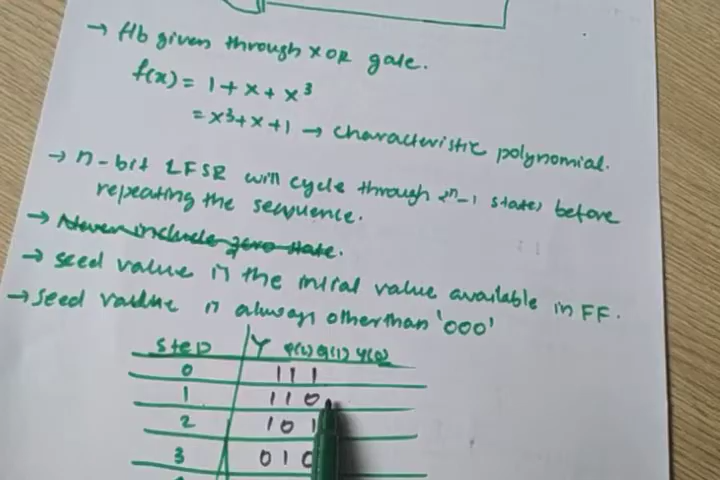 → f/b given through XOR gate.
f(x) = 1 + x + x³
= x³ + x + 1 → characteristic polynomial.
→ n-bit LFSR will cycle through 2ⁿ-1 states before
repeating the sequence.
→ Never include zero state.
→ seed value is the initial value available in FF.
→ seed value is always other than '000'
Step Y
0 1 1 1
1 1 1 0
2 1 0 1
3 0 1 0